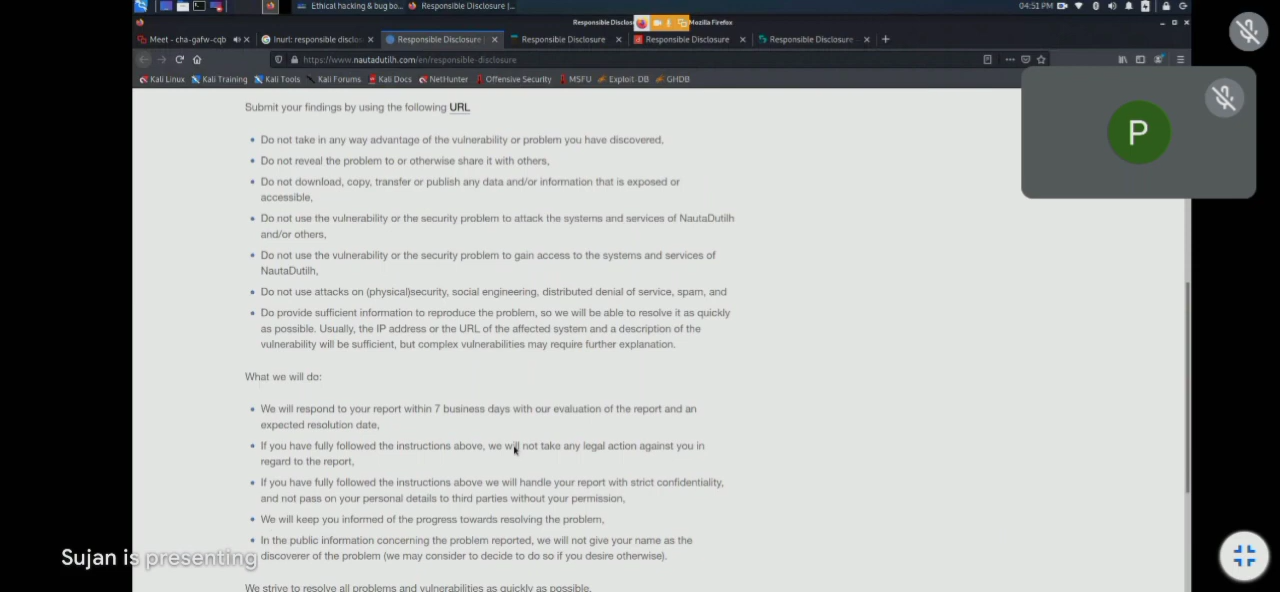 Ethical hacking & bug bo...
Responsible Disclosure |...
04:51 PM
Mozilla Firefox
Meet - cha-gafw-cqb
Inurl: responsible disclo
Responsible Disclosure |
Responsible Disclosure
Responsible Disclosure
Responsible Disclosure |
https://www.nautadutilh.com/en/responsible-disclosure
Kali Linux
Kali Training
Kali Tools
Kali Forums
Kali Docs
NetHunter
Offensive Security
MSFU
Exploit-DB
GHDB
Submit your findings by using the following URL
Do not take in any way advantage of the vulnerability or problem you have discovered,
Do not reveal the problem to or otherwise share it with others,
Do not download, copy, transfer or publish any data and/or information that is exposed or
accessible,
Do not use the vulnerability or the security problem to attack the systems and services of NautaDutilh
and/or others,
Do not use the vulnerability or the security problem to gain access to the systems and services of
NautaDutilh,
Do not use attacks on (physical)security, social engineering, distributed denial of service, spam, and
Do provide sufficient information to reproduce the problem, so we will be able to resolve it as quickly
as possible. Usually, the IP address or the URL of the affected system and a description of the
vulnerability will be sufficient, but complex vulnerabilities may require further explanation.
What we will do:
We will respond to your report within 7 business days with our evaluation of the report and an
expected resolution date,
If you have fully followed the instructions above, we will not take any legal action against you in
regard to the report,
If you have fully followed the instructions above we will handle your report with strict confidentiality,
and not pass on your personal details to third parties without your permission,
We will keep you informed of the progress towards resolving the problem,
In the public information concerning the problem reported, we will not give your name as the
discoverer of the problem (we may consider to decide to do so if you desire otherwise).
We strive to resolve all problems and vulnerabilities as quickly as possible.
P
Sujan is presenting